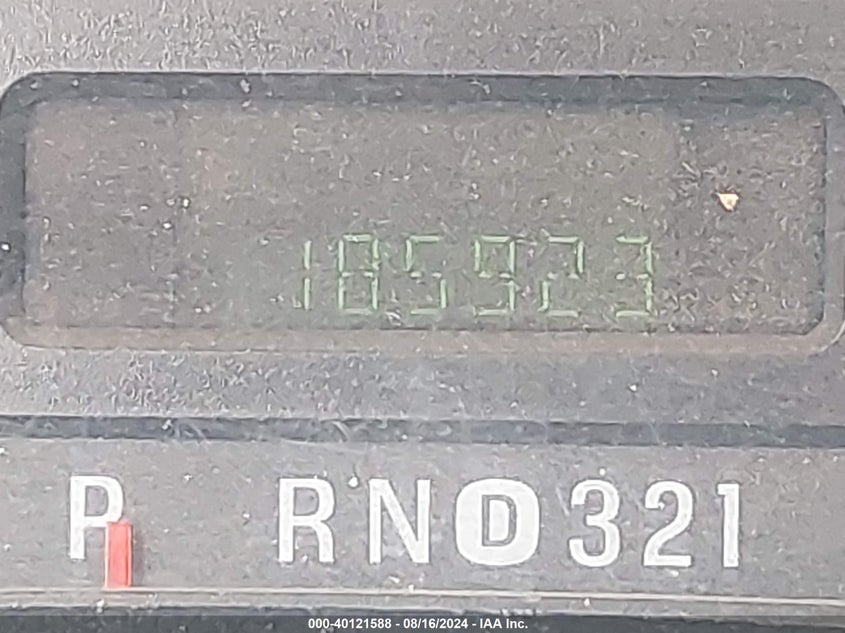 185923
P RND321
000-40121588 - 08/16/2024 - IAA Inc.